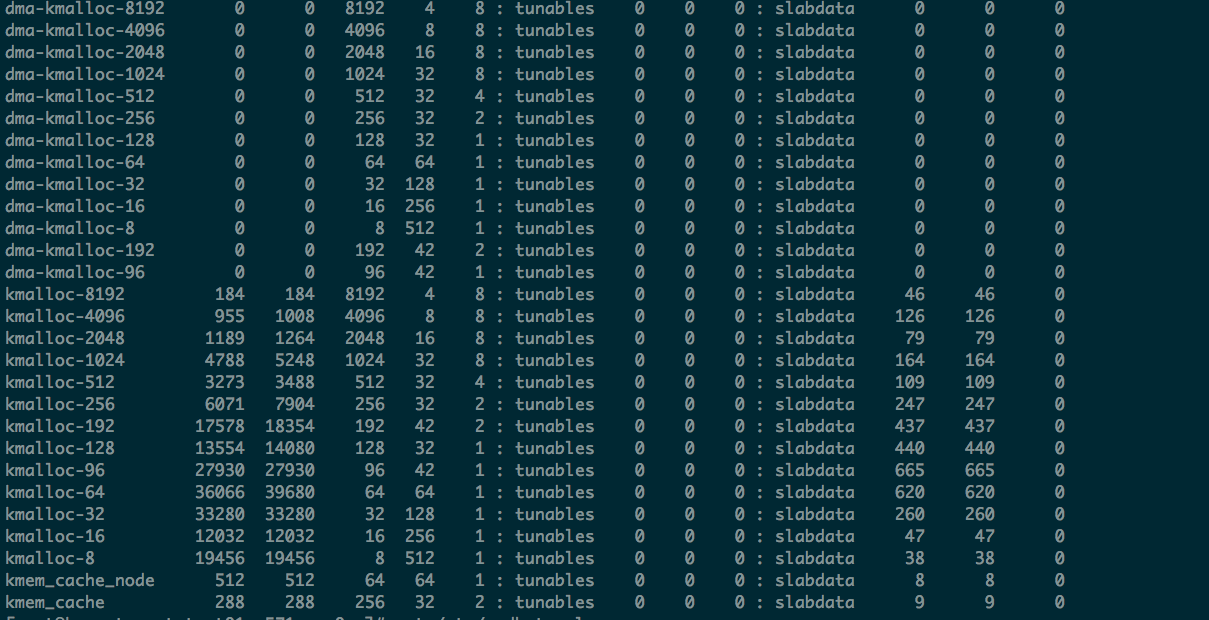 dma-kmalloc-8192 0 0 8192 4 8 : tunables 0 0 0 : slabdata 0 0 0
dma-kmalloc-4096 0 0 4096 8 8 : tunables 0 0 0 : slabdata 0 0 0
dma-kmalloc-2048 0 0 2048 16 8 : tunables 0 0 0 : slabdata 0 0 0
dma-kmalloc-1024 0 0 1024 32 8 : tunables 0 0 0 : slabdata 0 0 0
dma-kmalloc-512 0 0 512 32 4 : tunables 0 0 0 : slabdata 0 0 0
dma-kmalloc-256 0 0 256 32 2 : tunables 0 0 0 : slabdata 0 0 0
dma-kmalloc-128 0 0 128 32 1 : tunables 0 0 0 : slabdata 0 0 0
dma-kmalloc-64 0 0 64 64 1 : tunables 0 0 0 : slabdata 0 0 0
dma-kmalloc-32 0 0 32 128 1 : tunables 0 0 0 : slabdata 0 0 0
dma-kmalloc-16 0 0 16 256 1 : tunables 0 0 0 : slabdata 0 0 0
dma-kmalloc-8 0 0 8 512 1 : tunables 0 0 0 : slabdata 0 0 0
dma-kmalloc-192 0 0 192 42 2 : tunables 0 0 0 : slabdata 0 0 0
dma-kmalloc-96 0 0 96 42 1 : tunables 0 0 0 : slabdata 0 0 0
kmalloc-8192 184 184 8192 4 8 : tunables 0 0 0 : slabdata 46 46 0
kmalloc-4096 955 1008 4096 8 8 : tunables 0 0 0 : slabdata 126 126 0
kmalloc-2048 1189 1264 2048 16 8 : tunables 0 0 0 : slabdata 79 79 0
kmalloc-1024 4788 5248 1024 32 8 : tunables 0 0 0 : slabdata 164 164 0
kmalloc-512 3273 3488 512 32 4 : tunables 0 0 0 : slabdata 109 109 0
kmalloc-256 6071 7904 256 32 2 : tunables 0 0 0 : slabdata 247 247 0
kmalloc-192 17578 18354 192 42 2 : tunables 0 0 0 : slabdata 437 437 0
kmalloc-128 13554 14080 128 32 1 : tunables 0 0 0 : slabdata 440 440 0
kmalloc-96 27930 27930 96 42 1 : tunables 0 0 0 : slabdata 665 665 0
kmalloc-64 36066 39680 64 64 1 : tunables 0 0 0 : slabdata 620 620 0
kmalloc-32 33280 33280 32 128 1 : tunables 0 0 0 : slabdata 260 260 0
kmalloc-16 12032 12032 16 256 1 : tunables 0 0 0 : slabdata 47 47 0
kmalloc-8 19456 19456 8 512 1 : tunables 0 0 0 : slabdata 38 38 0
kmem_cache_node 512 512 64 64 1 : tunables 0 0 0 : slabdata 8 8 0
kmem_cache 288 288 256 32 2 : tunables 0 0 0 : slabdata 9 9 0